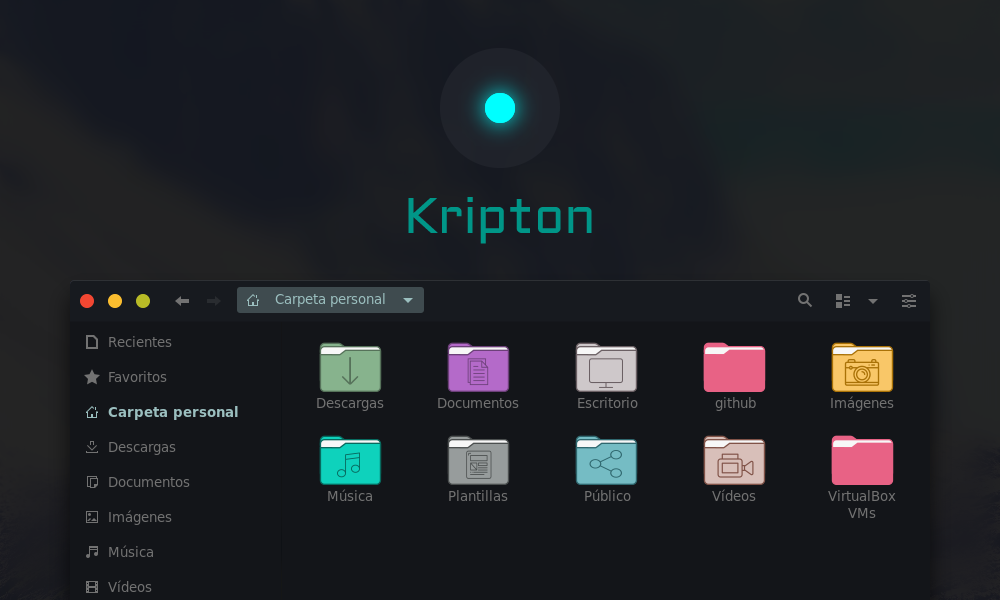 Kripton
Carpeta personal
Recientes
Favoritos
Carpeta personal
Descargas
Documentos
Imágenes
Música
Vídeos
Descargas
Documentos
Escritorio
github
Imágenes
Música
Plantillas
Público
Vídeos
VirtualBox
VMs